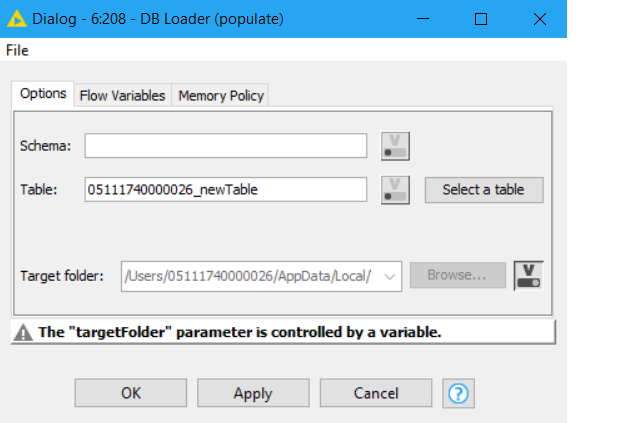 Dialog - 6:208 - DB Loader (populate)
File
Options Flow Variables Memory Policy
Schema: V
Table: 05111740000026_newTable V Select a table
Target folder: /Users/05111740000026/AppData/Local/ Browse... V
The "targetFolder" parameter is controlled by a variable.
OK Apply Cancel ?